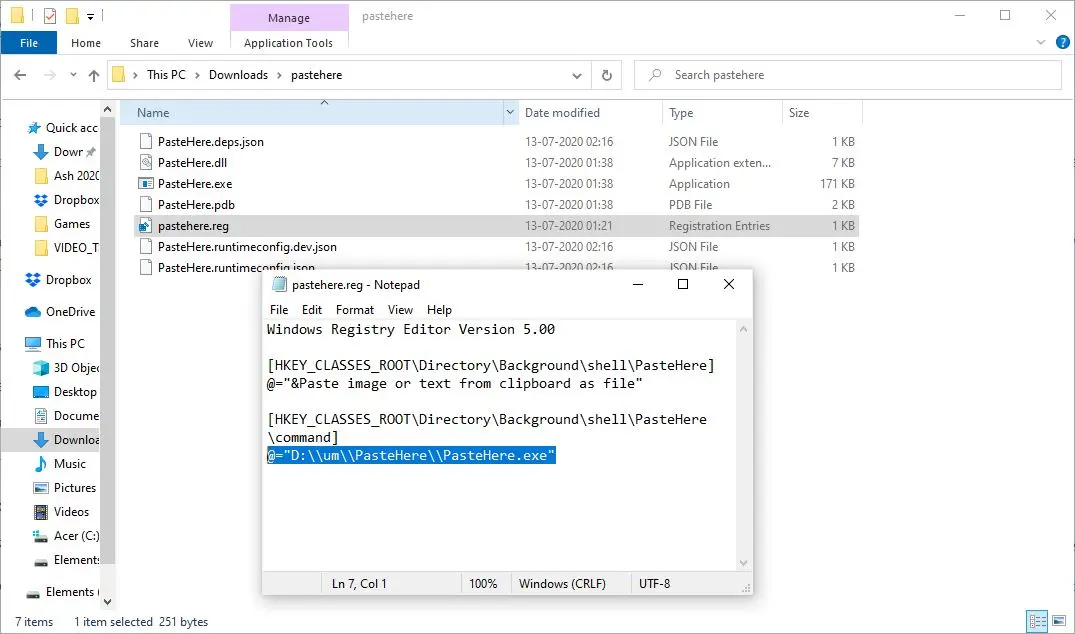 Manage
pastehere
File
Home
Share
View
Application Tools
This PC
Downloads
pastehere
Search pastehere
Name
Date modified
Type
Size
PasteHere.deps.json 13-07-2020 02:16 JSON File 1 KB
PasteHere.dll 13-07-2020 01:38 Application exten... 7 KB
PasteHere.exe 13-07-2020 01:38 Application 171 KB
PasteHere.pdb 13-07-2020 01:38 PDB File 2 KB
pastehere.reg 13-07-2020 01:21 Registration Entries 1 KB
PasteHere.runtimeconfig.dev.json 13-07-2020 02:16 JSON File 1 KB
PasteHere.runtimeconfig.json 13-07-2020 02:16 JSON File 1 KB
Quick acc
Dowr
Ash 2020
Dropbox
Games
VIDEO_T
Dropbox
OneDrive
This PC
3D Objec
Desktop
Docume
Downloa
Music
Pictures
Videos
Acer (C:)
Elements
Elements (
pastehere.reg - Notepad
File Edit Format View Help
Windows Registry Editor Version 5.00
[HKEY_CLASSES_ROOT\Directory\Background\shell\PasteHere]
@="&Paste image or text from clipboard as file"
[HKEY_CLASSES_ROOT\Directory\Background\shell\PasteHere
\command]
@="D:\\um\\PasteHere\\PasteHere.exe"
Ln 7, Col 1
100%
Windows (CRLF)
UTF-8
7 items
1 item selected 251 bytes